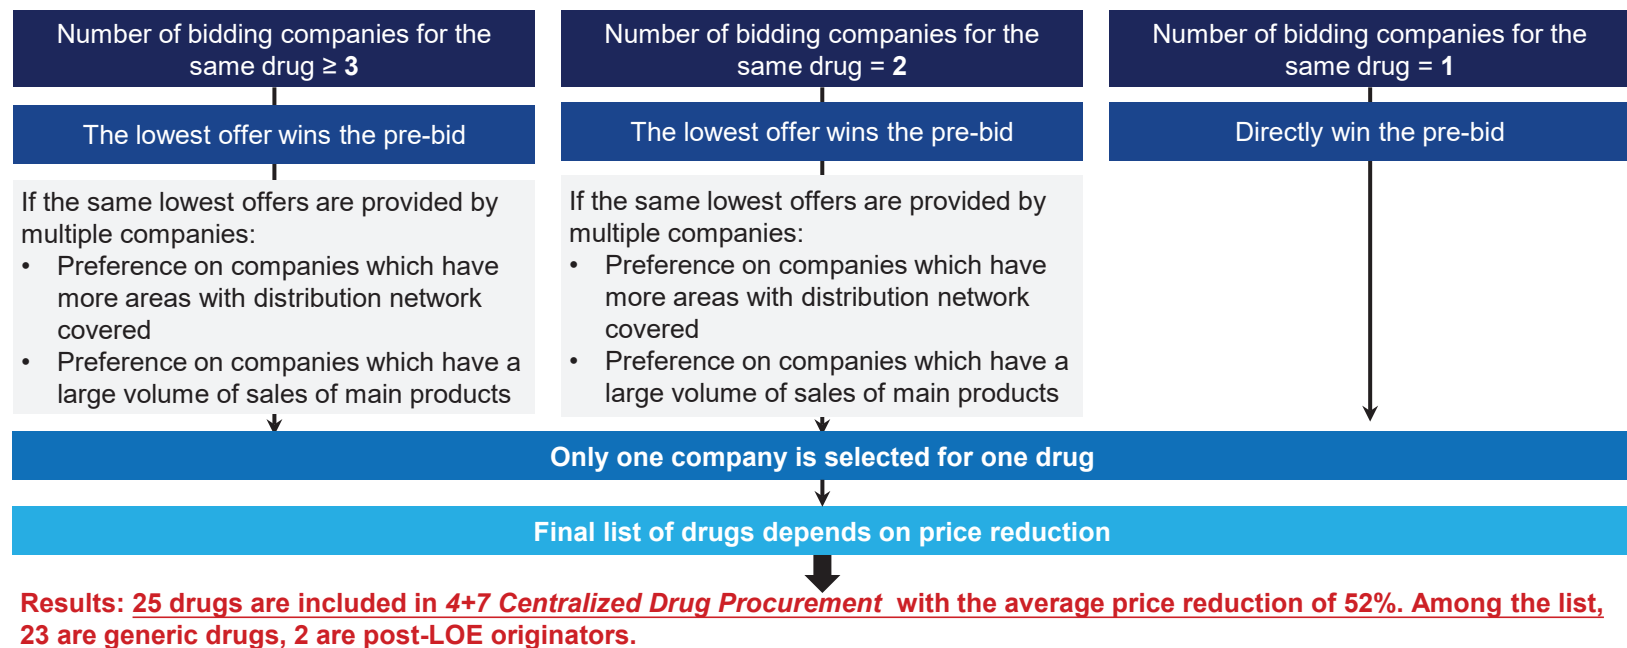 Number of bidding companies for the
same drug ≥ 3
The lowest offer wins the pre-bid
If the same lowest offers are provided by
multiple companies:
• Preference on companies which have
more areas with distribution network
covered
• Preference on companies which have a
large volume of sales of main products
Number of bidding companies for the
same drug = 2
The lowest offer wins the pre-bid
If the same lowest offers are provided by
multiple companies:
• Preference on companies which have
more areas with distribution network
covered
• Preference on companies which have a
large volume of sales of main products
Number of bidding companies for the
same drug = 1
Directly win the pre-bid
Only one company is selected for one drug
Final list of drugs depends on price reduction
Results: 25 drugs are included in 4+7 Centralized Drug Procurement with the average price reduction of 52%. Among the list,
23 are generic drugs, 2 are post-LOE originators.